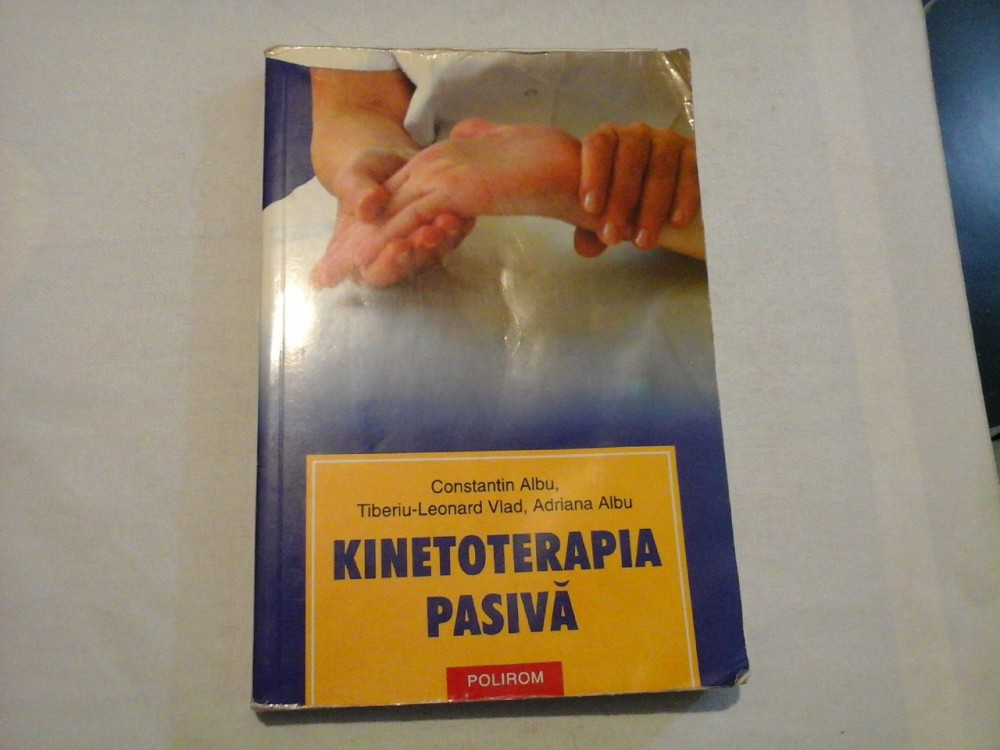 Constantin Albu,
Tiberiu-Leonard Vlad, Adriana Albu
KINETOTERAPIA
PASIVĂ
POLIROM